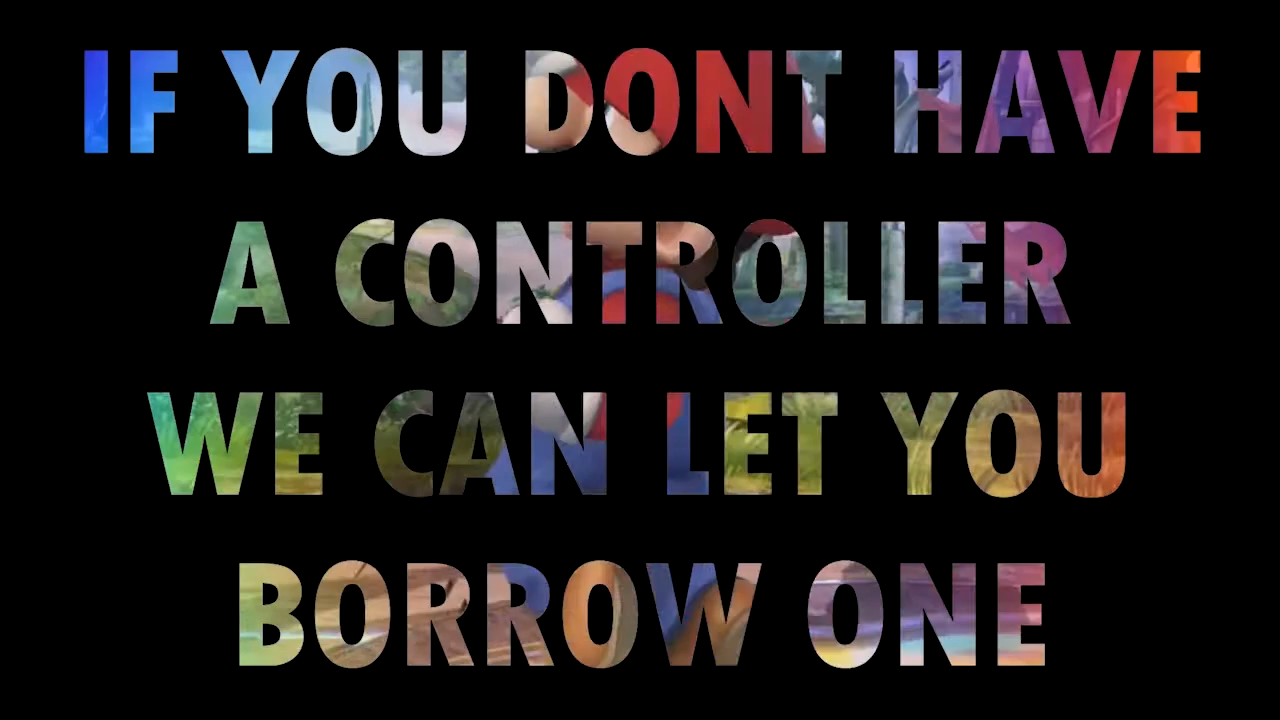 IF YOU DONT HAVE
A CONTROLLER
WE CAN LET YOU
BORROW ONE